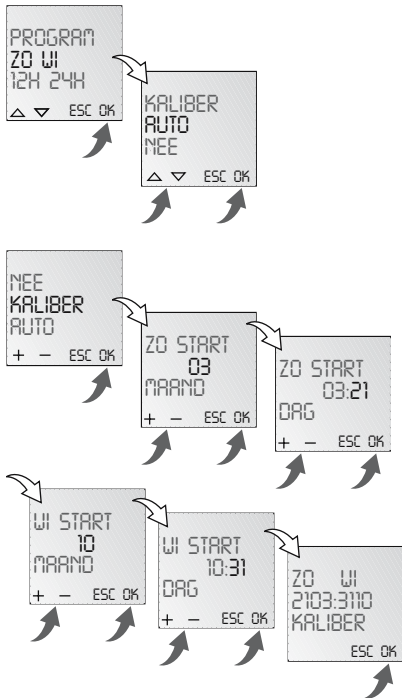 PROGRAM
ZO WI
12H 24H
△ ▽ ESC OK
KALIBER
AUTO
NEE
△ ▽ ESC OK
NEE
KALIBER
AUTO
+ − ESC OK
ZO START
03
MAAND
+ − ESC OK
ZO START
03:21
DAG
+ − ESC OK
WI START
10
MAAND
+ − ESC OK
WI START
10:31
DAG
+ − ESC OK
ZO WI
2103:3110
KALIBER
ESC OK